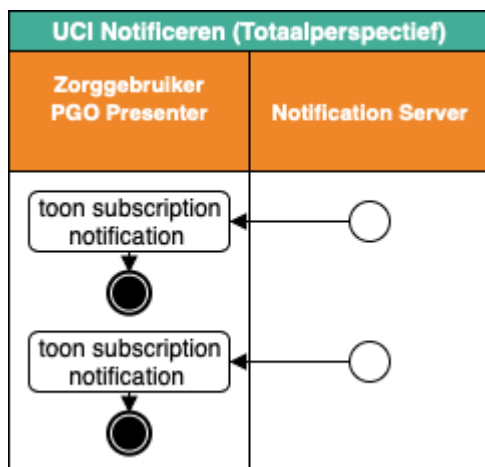 UCI Notificeren (Totaalperspectief)
Zorggebruiker
PGO Presenter
Notification Server
toon subscription
notification
toon subscription
notification